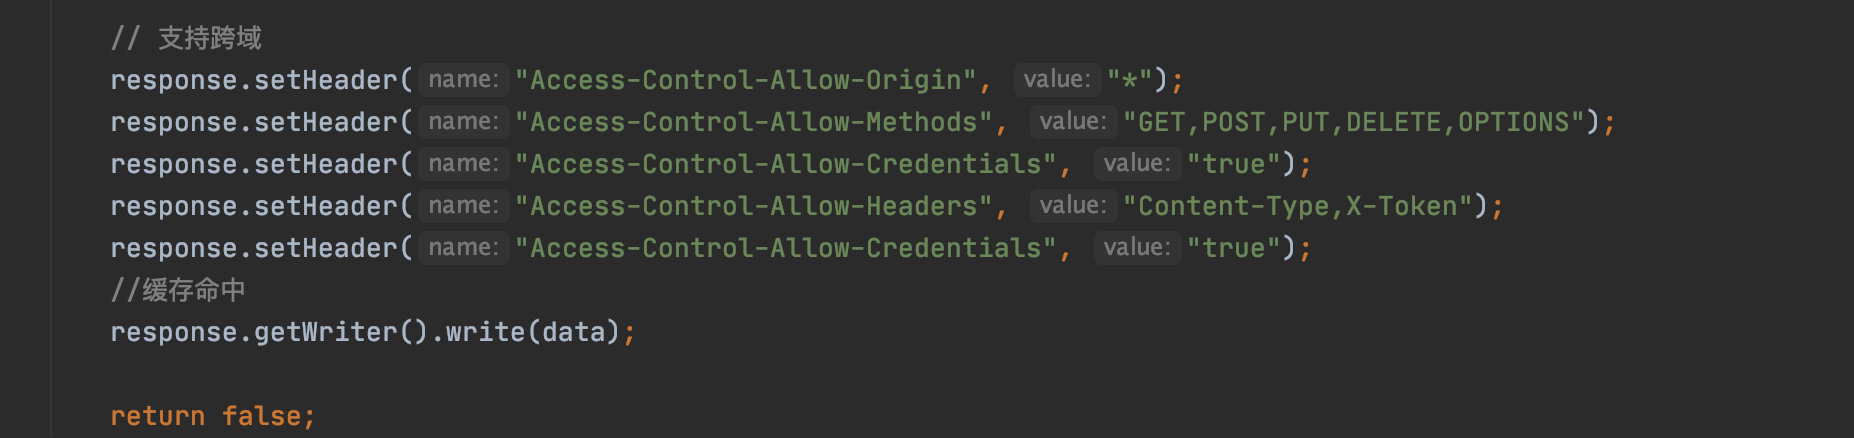 // 支持跨域
response.setHeader( name: "Access-Control-Allow-Origin", value: "*");
response.setHeader( name: "Access-Control-Allow-Methods", value: "GET,POST,PUT,DELETE,OPTIONS");
response.setHeader( name: "Access-Control-Allow-Credentials", value: "true");
response.setHeader( name: "Access-Control-Allow-Headers", value: "Content-Type,X-Token");
response.setHeader( name: "Access-Control-Allow-Credentials", value: "true");
//缓存命中
response.getWriter().write(data);
return false;